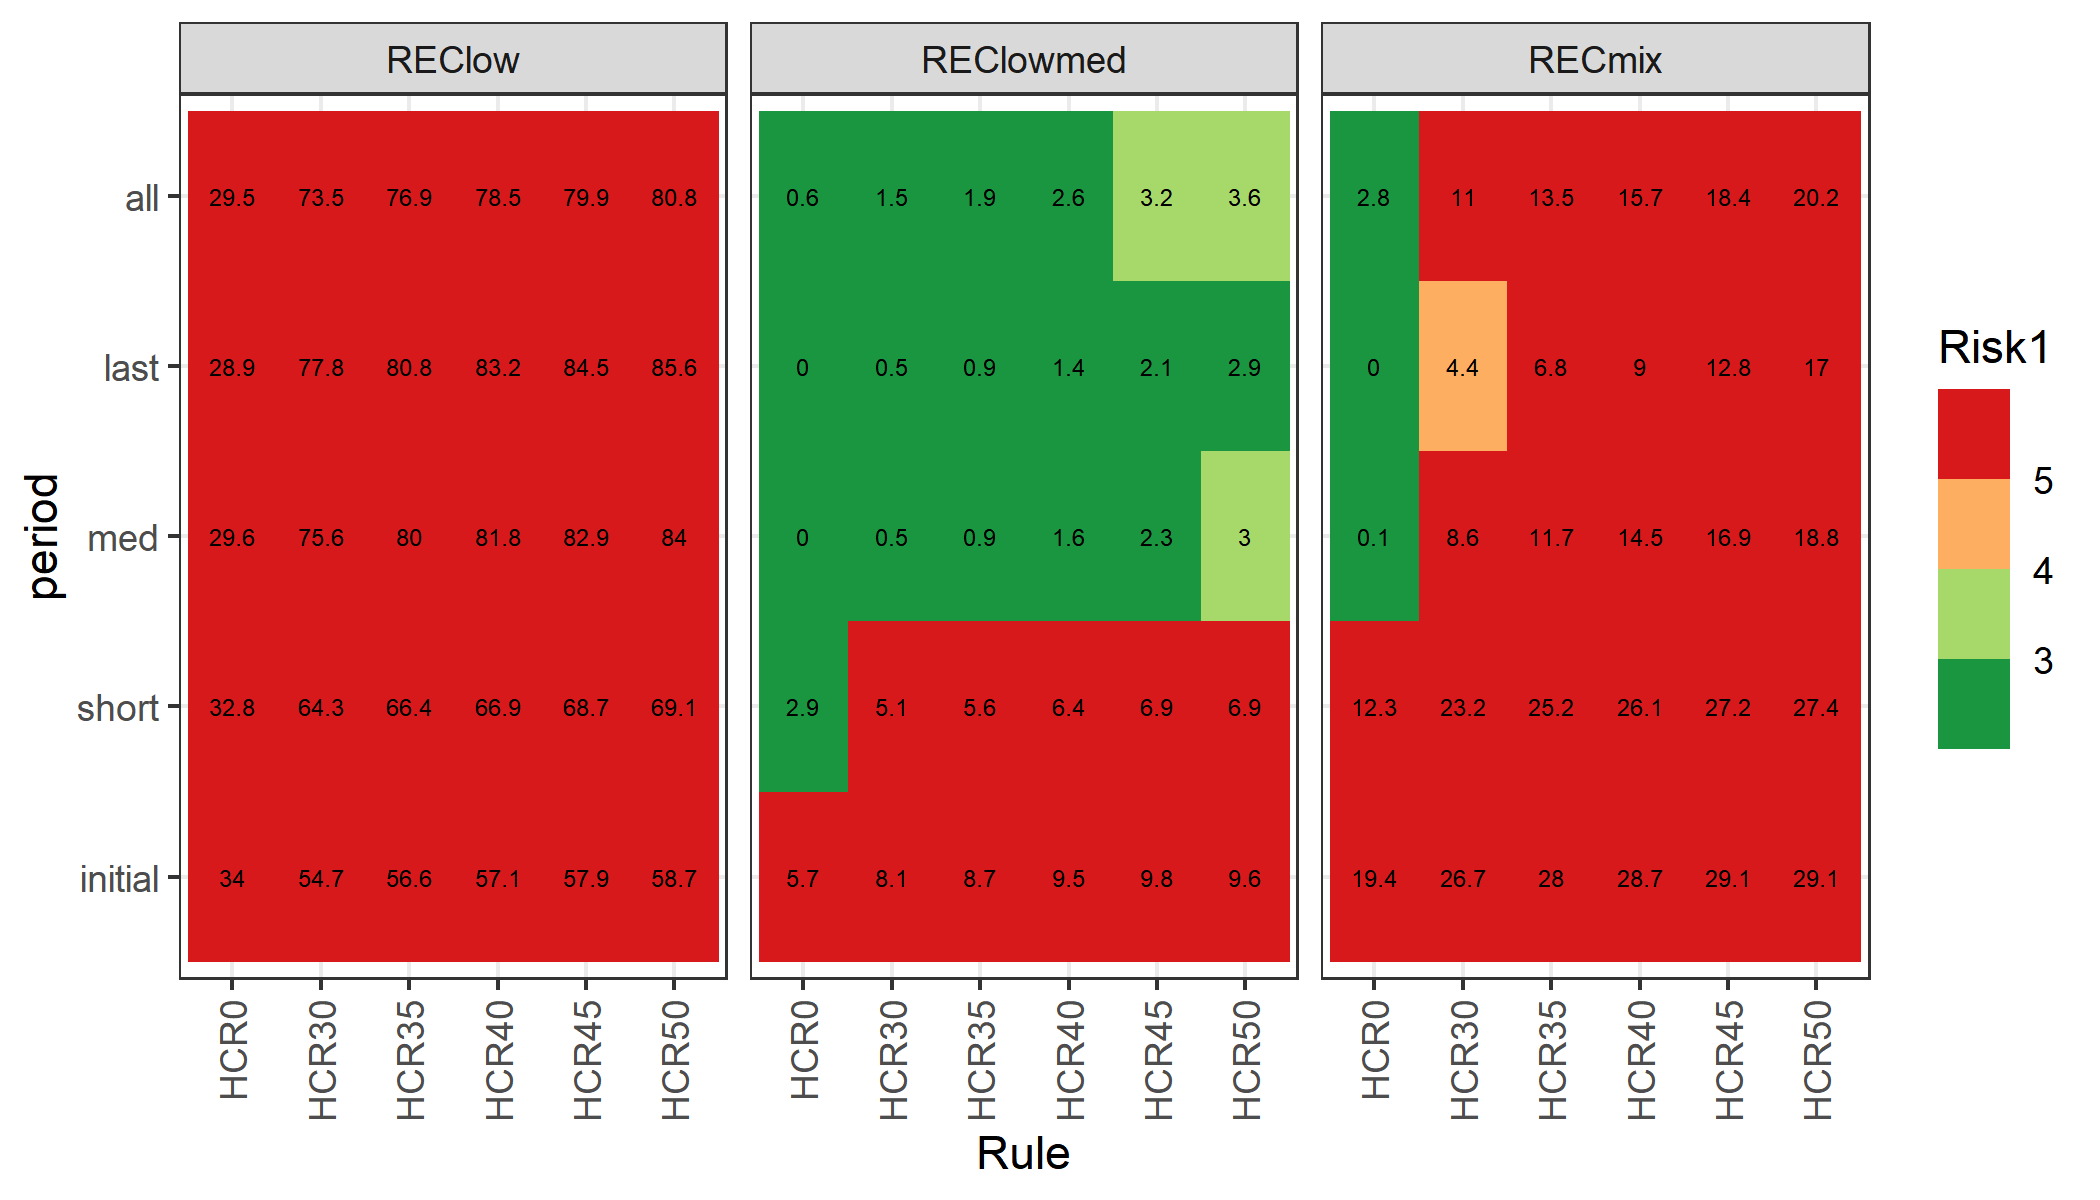 REClow REClowmed RECmix
all 29.5 73.5 76.9 78.5 79.9 80.8 0.6 1.5 1.9 2.6 3.2 3.6 2.8 11 13.5 15.7 18.4 20.2
last 28.9 77.8 80.8 83.2 84.5 85.6 0 0.5 0.9 1.4 2.1 2.9 0 4.4 6.8 9 12.8 17
med 29.6 75.6 80 81.8 82.9 84 0 0.5 0.9 1.6 2.3 3 0.1 8.6 11.7 14.5 16.9 18.8
short 32.8 64.3 66.4 66.9 68.7 69.1 2.9 5.1 5.6 6.4 6.9 6.9 12.3 23.2 25.2 26.1 27.2 27.4
initial 34 54.7 56.6 57.1 57.9 58.7 5.7 8.1 8.7 9.5 9.8 9.6 19.4 26.7 28 28.7 29.1 29.1
HCR0 HCR30 HCR35 HCR40 HCR45 HCR50 HCR0 HCR30 HCR35 HCR40 HCR45 HCR50 HCR0 HCR30 HCR35 HCR40 HCR45 HCR50
Rule
period
Risk1
5
4
3